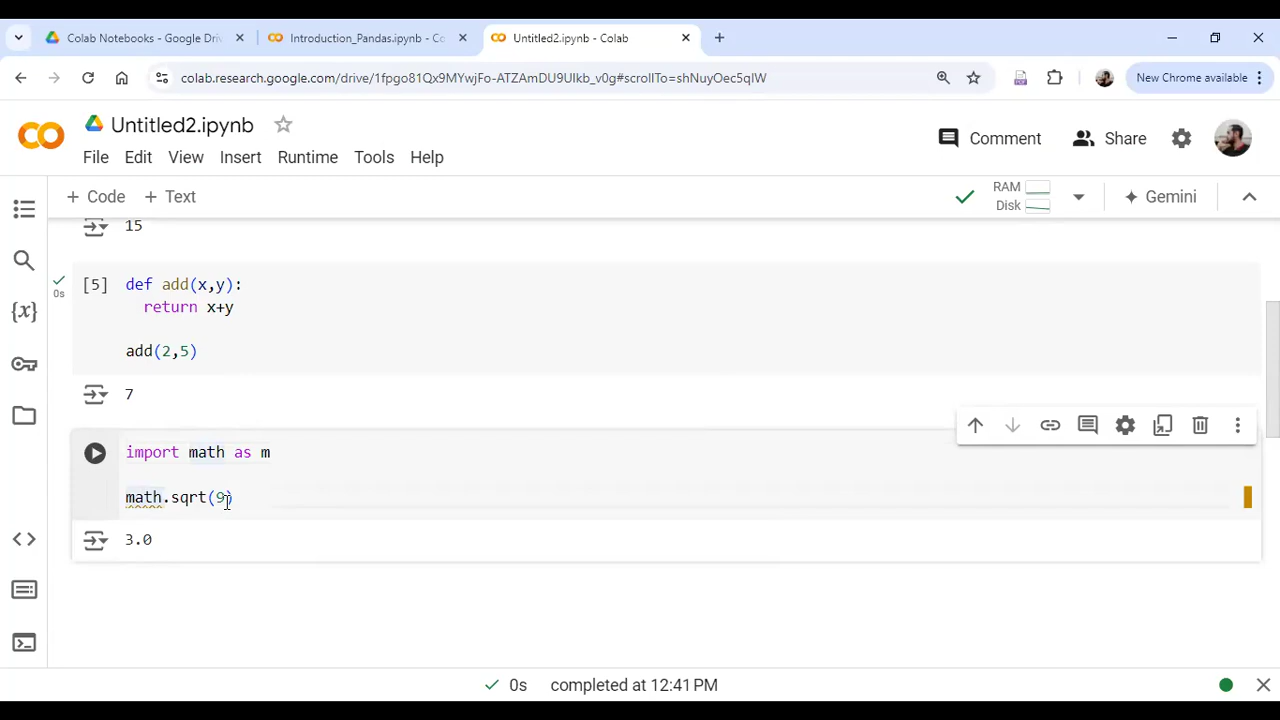 Colab Notebooks - Google Driv
Introduction_Pandas.ipynb - Co
Untitled2.ipynb - Colab
colab.research.google.com/drive/1fpgo81Qx9MYwjFo-ATZAmDU9UIkb_v0g#scrollTo=shNuyOec5qlW
New Chrome available
Untitled2.ipynb
Comment
Share
File Edit View Insert Runtime Tools Help
+ Code + Text
RAM
Disk
Gemini
15
[5] def add(x,y):
0s
return x+y
add(2,5)
7
import math as m
math.sqrt(9)
3.0
0s completed at 12:41 PM